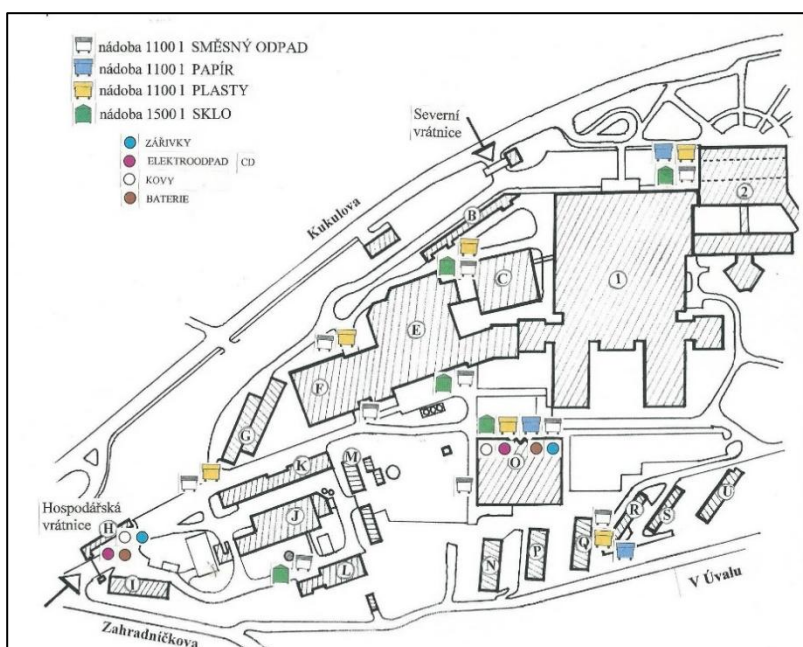 nádoba 1100 l SMĚSNÝ ODPAD
nádoba 1100 l PAPÍR
nádoba 1100 l PLASTY
nádoba 1500 l SKLO
ZÁŘIVKY
ELEKTROODPAD CD
KOVY
BATERIE
Severní
vrátnice
Kukulova
B
C
2
1
E
F
G
K
M
O
Hospodářská
vrátnice
H
J
I
L
N
P
Q
R
S
U
V Úvalu
Zahradníčkova